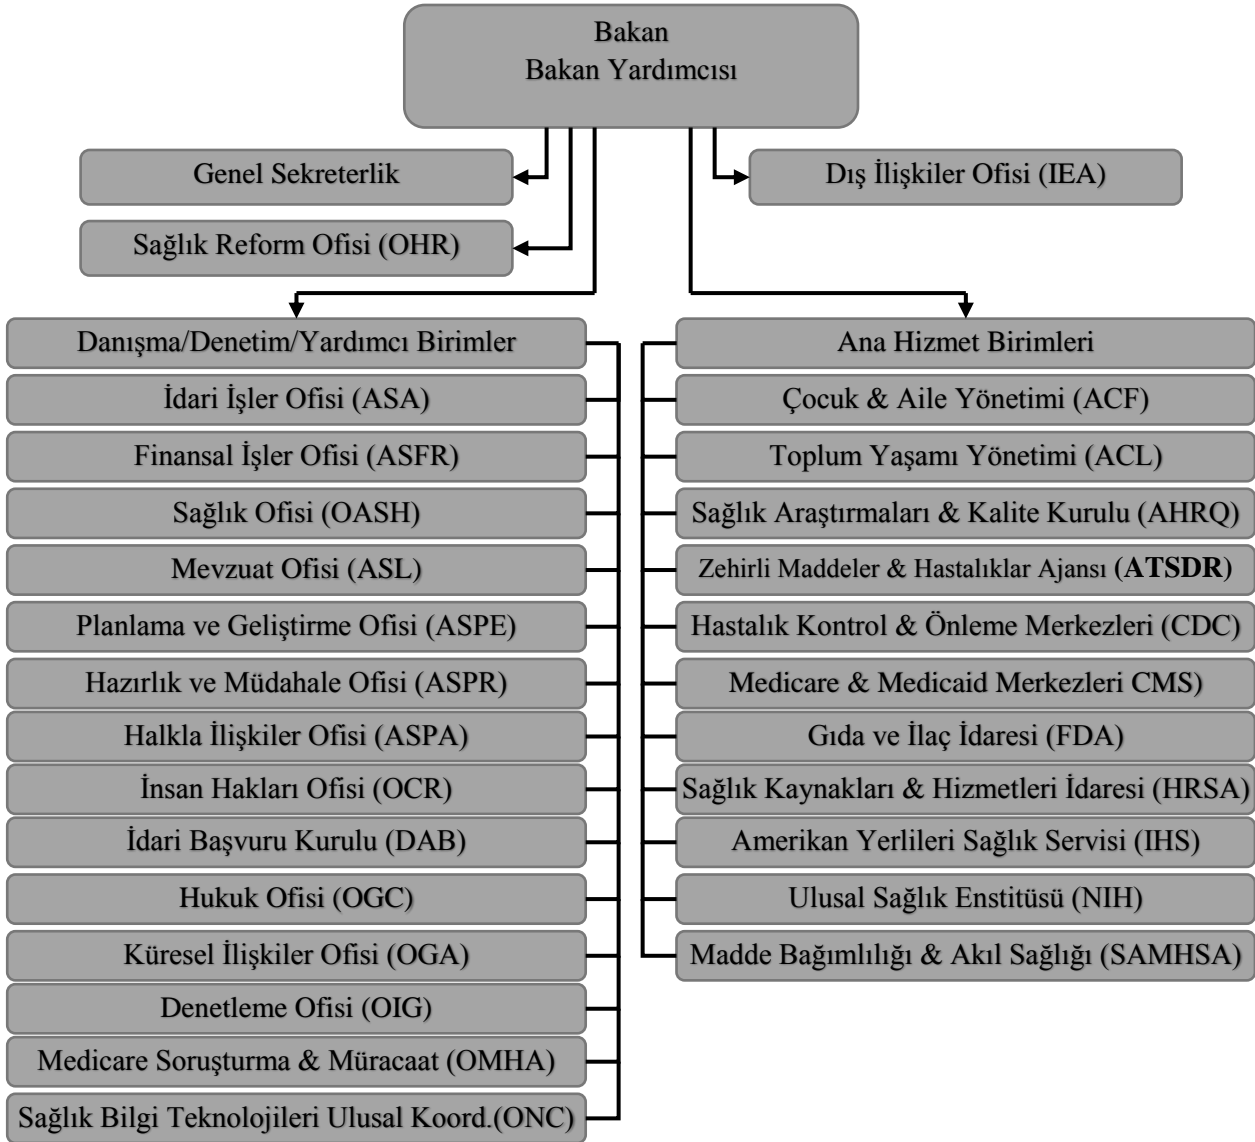 Bakan
Bakan Yardımcısı
Genel Sekreterlik
Dış İlişkiler Ofisi (IEA)
Sağlık Reform Ofisi (OHR)
Danışma/Denetim/Yardımcı Birimler
İdari İşler Ofisi (ASA)
Finansal İşler Ofisi (ASFR)
Sağlık Ofisi (OASH)
Mevzuat Ofisi (ASL)
Planlama ve Geliştirme Ofisi (ASPE)
Hazırlık ve Müdahale Ofisi (ASPR)
Halkla İlişkiler Ofisi (ASPA)
İnsan Hakları Ofisi (OCR)
İdari Başvuru Kurulu (DAB)
Hukuk Ofisi (OGC)
Küresel İlişkiler Ofisi (OGA)
Denetleme Ofisi (OIG)
Medicare Soruşturma & Müracaat (OMHA)
Sağlık Bilgi Teknolojileri Ulusal Koord.(ONC)
Ana Hizmet Birimleri
Çocuk & Aile Yönetimi (ACF)
Toplum Yaşamı Yönetimi (ACL)
Sağlık Araştırmaları & Kalite Kurulu (AHRQ)
Zehirli Maddeler & Hastalıklar Ajansı (ATSDR)
Hastalık Kontrol & Önleme Merkezleri (CDC)
Medicare & Medicaid Merkezleri CMS)
Gıda ve İlaç İdaresi (FDA)
Sağlık Kaynakları & Hizmetleri İdaresi (HRSA)
Amerikan Yerlileri Sağlık Servisi (IHS)
Ulusal Sağlık Enstitüsü (NIH)
Madde Bağımlılığı & Akıl Sağlığı (SAMHSA)